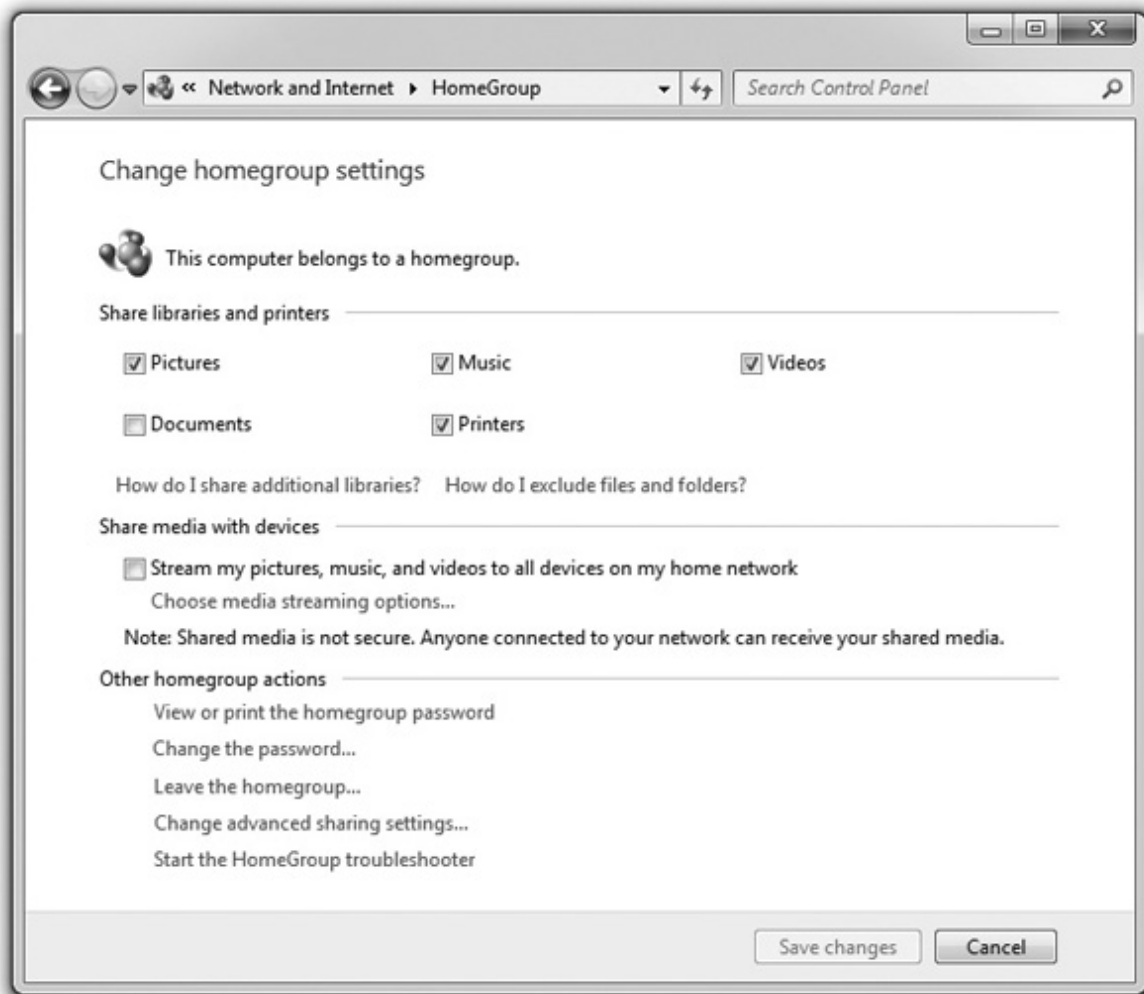 « Network and Internet ▸ HomeGroup Search Control Panel
Change homegroup settings
This computer belongs to a homegroup.
Share libraries and printers
Pictures Music Videos
Documents Printers
How do I share additional libraries? How do I exclude files and folders?
Share media with devices
Stream my pictures, music, and videos to all devices on my home network
Choose media streaming options...
Note: Shared media is not secure. Anyone connected to your network can receive your shared media.
Other homegroup actions
View or print the homegroup password
Change the password...
Leave the homegroup...
Change advanced sharing settings...
Start the HomeGroup troubleshooter
Save changes Cancel